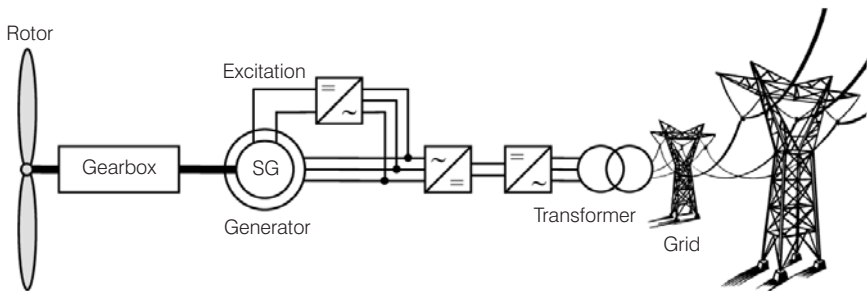 Rotor
Excitation
=
~
Gearbox
SG
~
=
=
~
Generator
Transformer
Grid